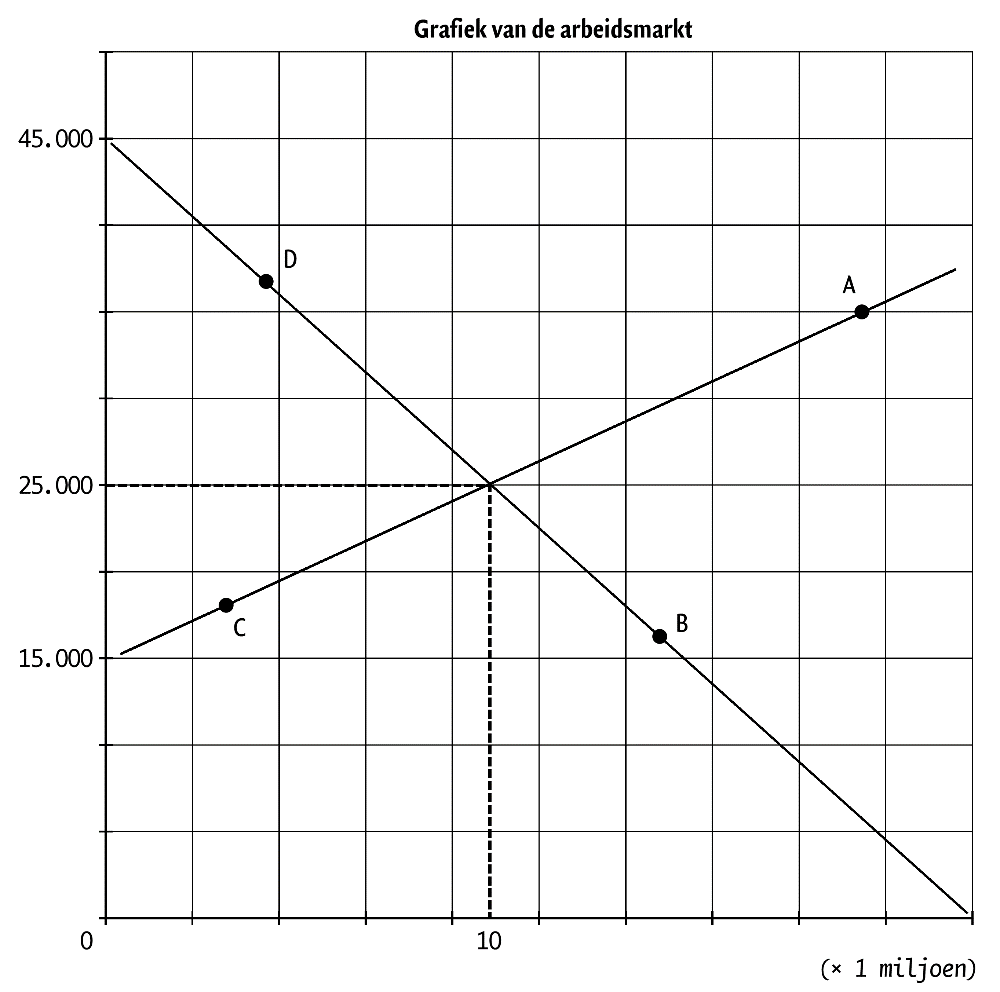 Grafiek van de arbeidsmarkt
45.000
D
A
25.000
C
B
15.000
0
10
(× 1 miljoen)